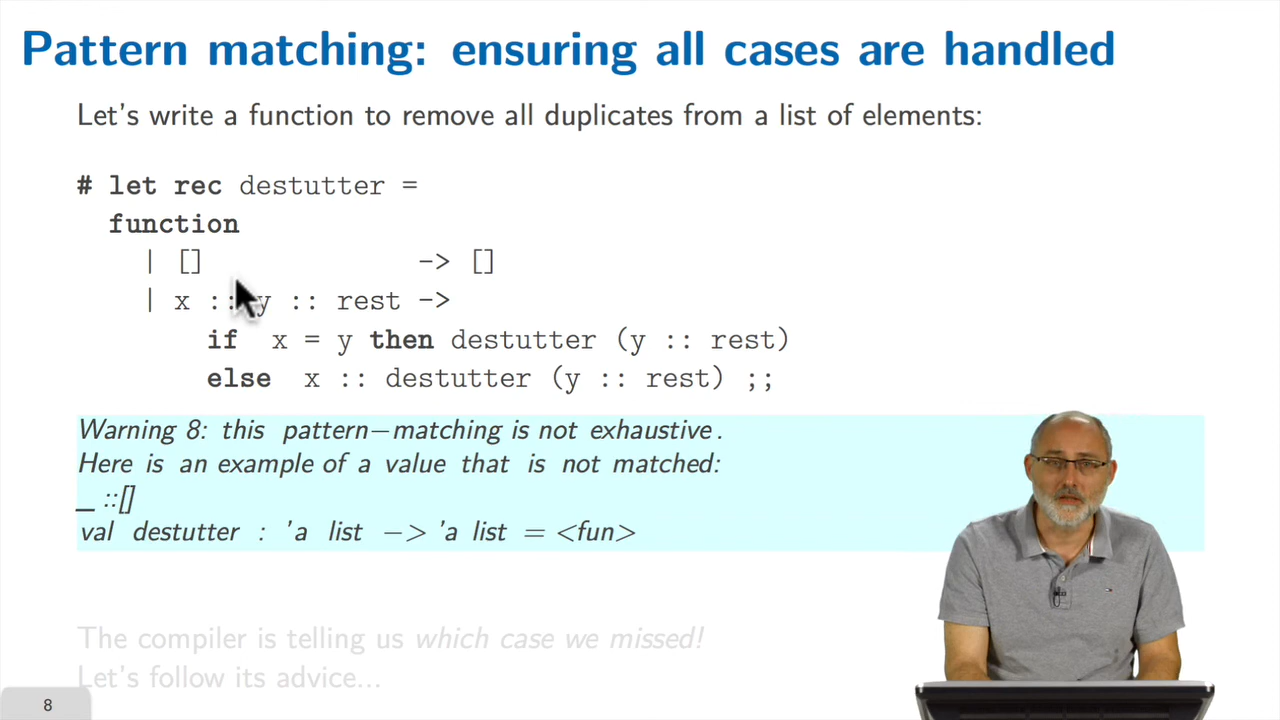 Pattern matching: ensuring all cases are handled
Let's write a function to remove all duplicates from a list of elements:
# let rec destutter =
function
| [] -> []
| x :: y :: rest ->
if x = y then destutter (y :: rest)
else x :: destutter (y :: rest) ;;
Warning 8: this pattern−matching is not exhaustive.
Here is an example of a value that is not matched:
_ ::[]
val destutter : 'a list −> 'a list = <fun>
The compiler is telling us which case we missed!
Let's follow its advice...
8